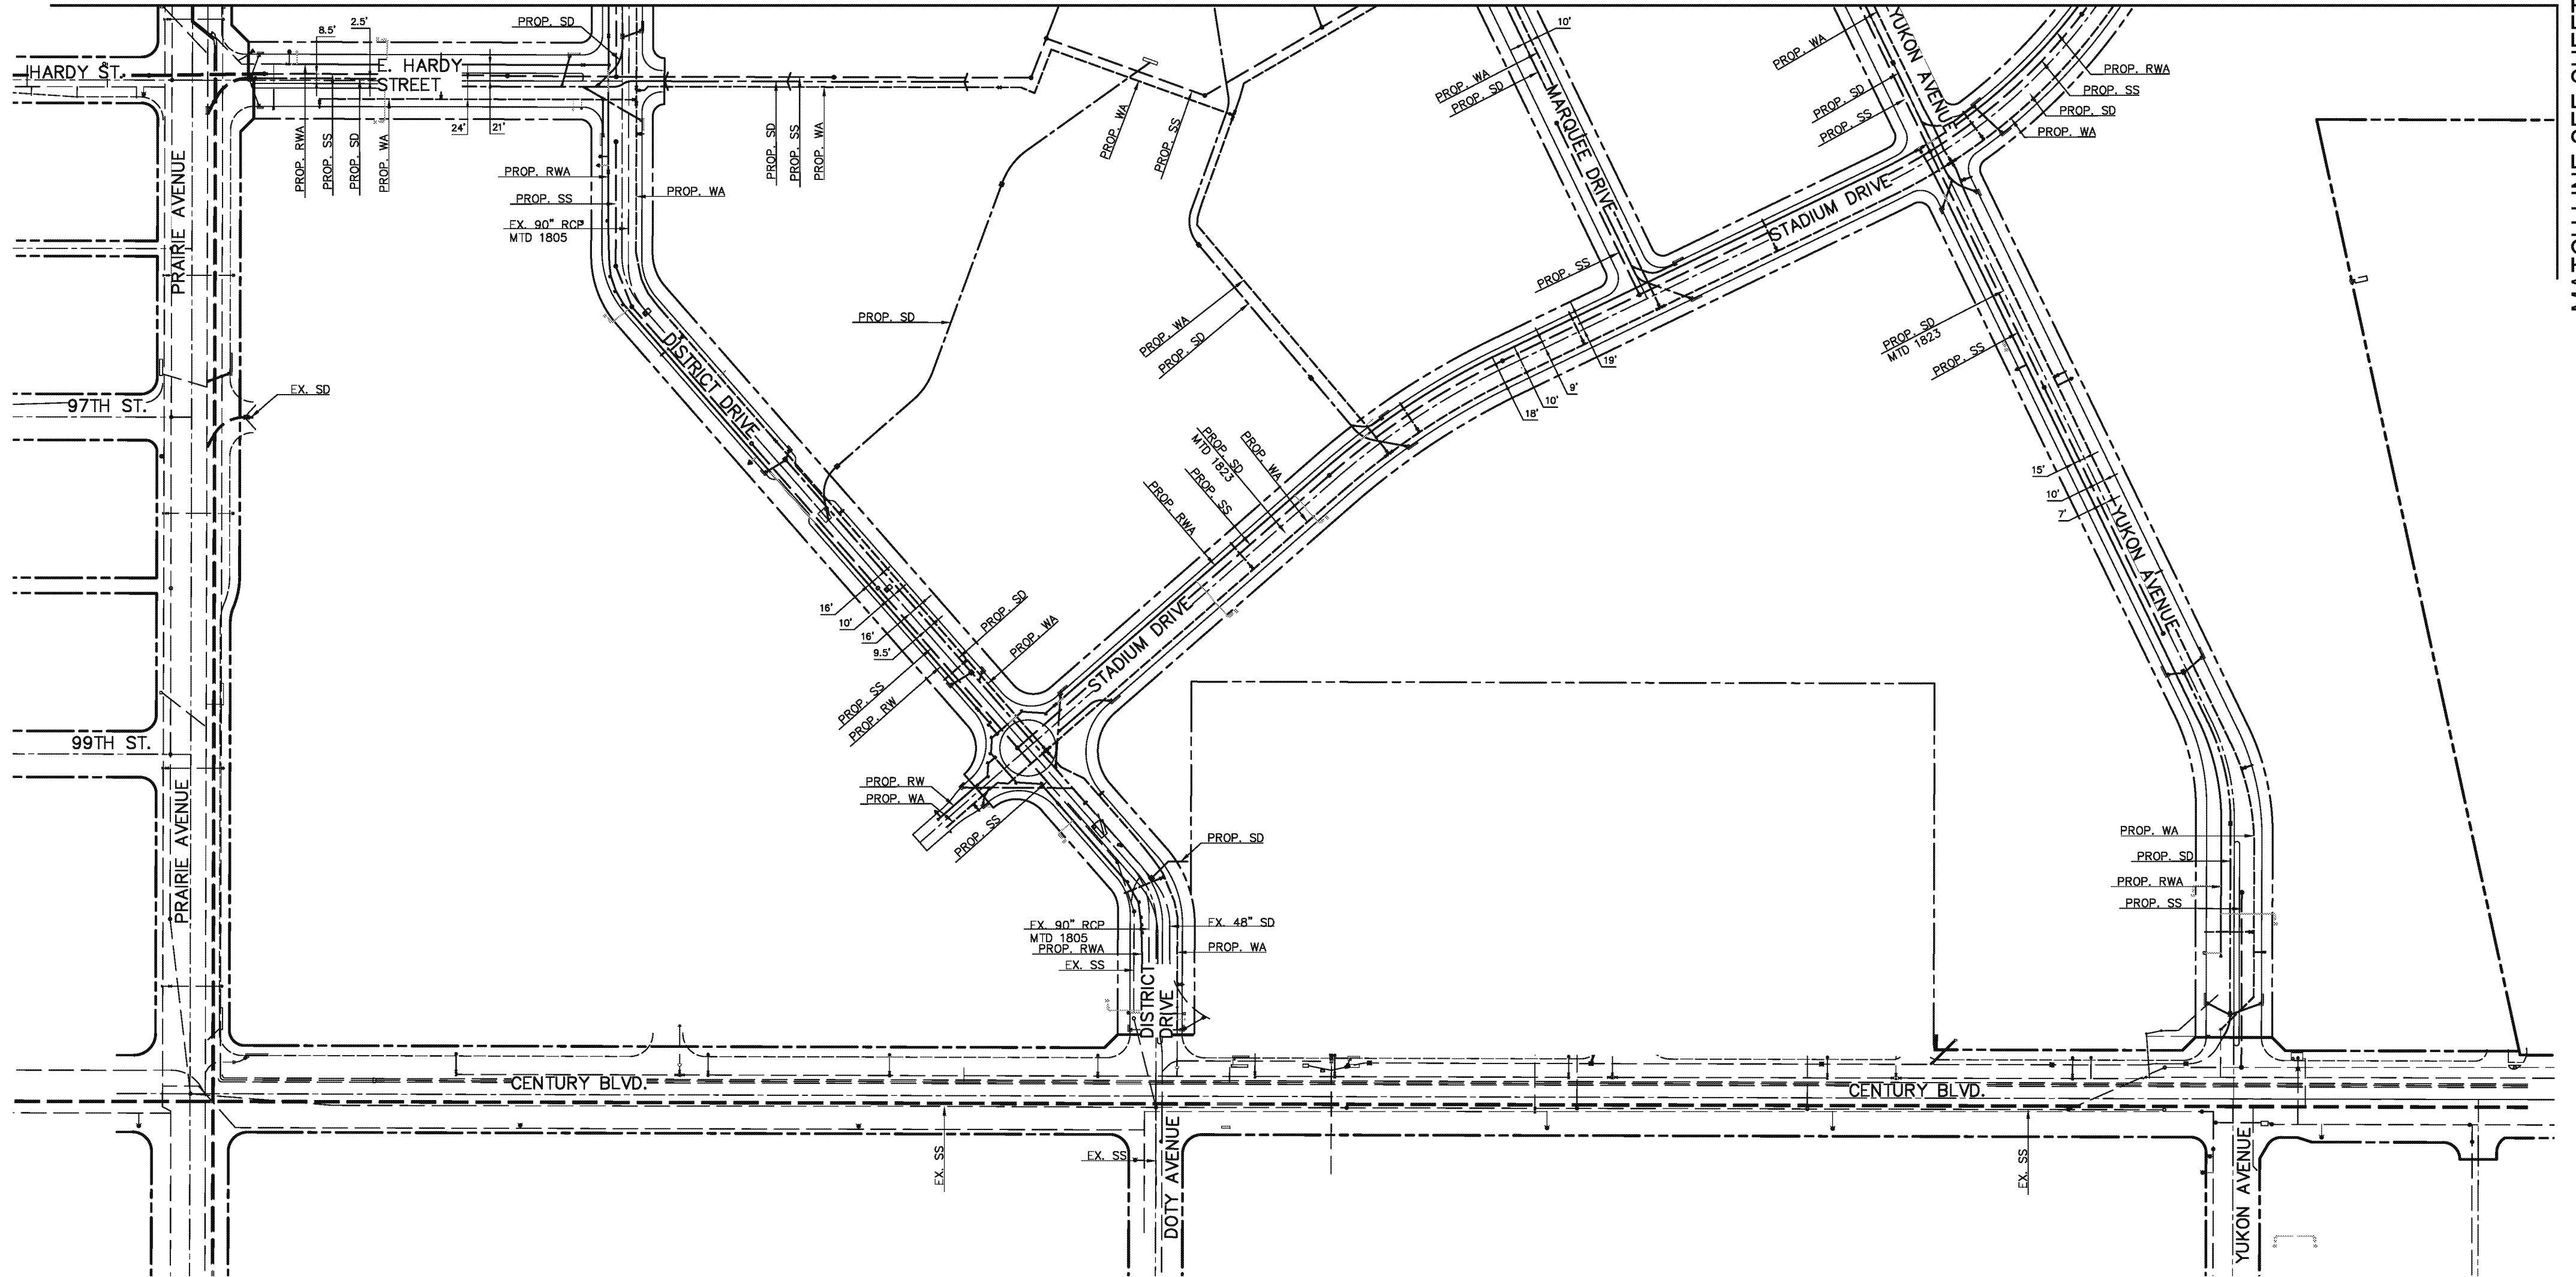 8.5'
2.5'
PROP. SD
HARDY ST.
E. HARDY
STREET
24'
21'
PROP. RWA
PROP. SS
PROP. SD
PROP. WA
PRAIRIE AVENUE
PROP. RWA
PROP. SS
EX. 90" RCP
MTD 1805
PROP. WA
PROP. SD
PROP. SS
PROP. WA
PROP. WA
PROP. SS
10'
PROP. WA
PROP. SD
MARQUEE DRIVE
PROP. SS
PROP. WA
YUKON AVENUE
PROP. SD
PROP. SS
PROP. RWA
PROP. SS
PROP. SD
PROP. WA
STADIUM DRIVE
97TH ST.
EX. SD
DISTRICT DRIVE
PROP. SD
PROP. WA
PROP. SD
19'
9'
10'
18'
PROP. SD
MTD 1823
PROP. SS
PROP. SD
MTD 1823
PROP. WA
PROP. SS
PROP. RWA
15'
10'
7'
YUKON AVENUE
16'
10'
16'
9.5'
PROP. SD
PROP. WA
PROP. SS
PROP. RW
STADIUM DRIVE
99TH ST.
PRAIRIE AVENUE
PROP. RW
PROP. WA
PROP. SS
PROP. SD
EX. 90" RCP
MTD 1805
PROP. RWA
EX. SS
EX. 48" SD
PROP. WA
DISTRICT
DRIVE
PROP. WA
PROP. SD
PROP. RWA
PROP. SS
CENTURY BLVD.
CENTURY BLVD.
EX. SS
EX. SS
DOTY AVENUE
EX. SS
YUKON AVENUE